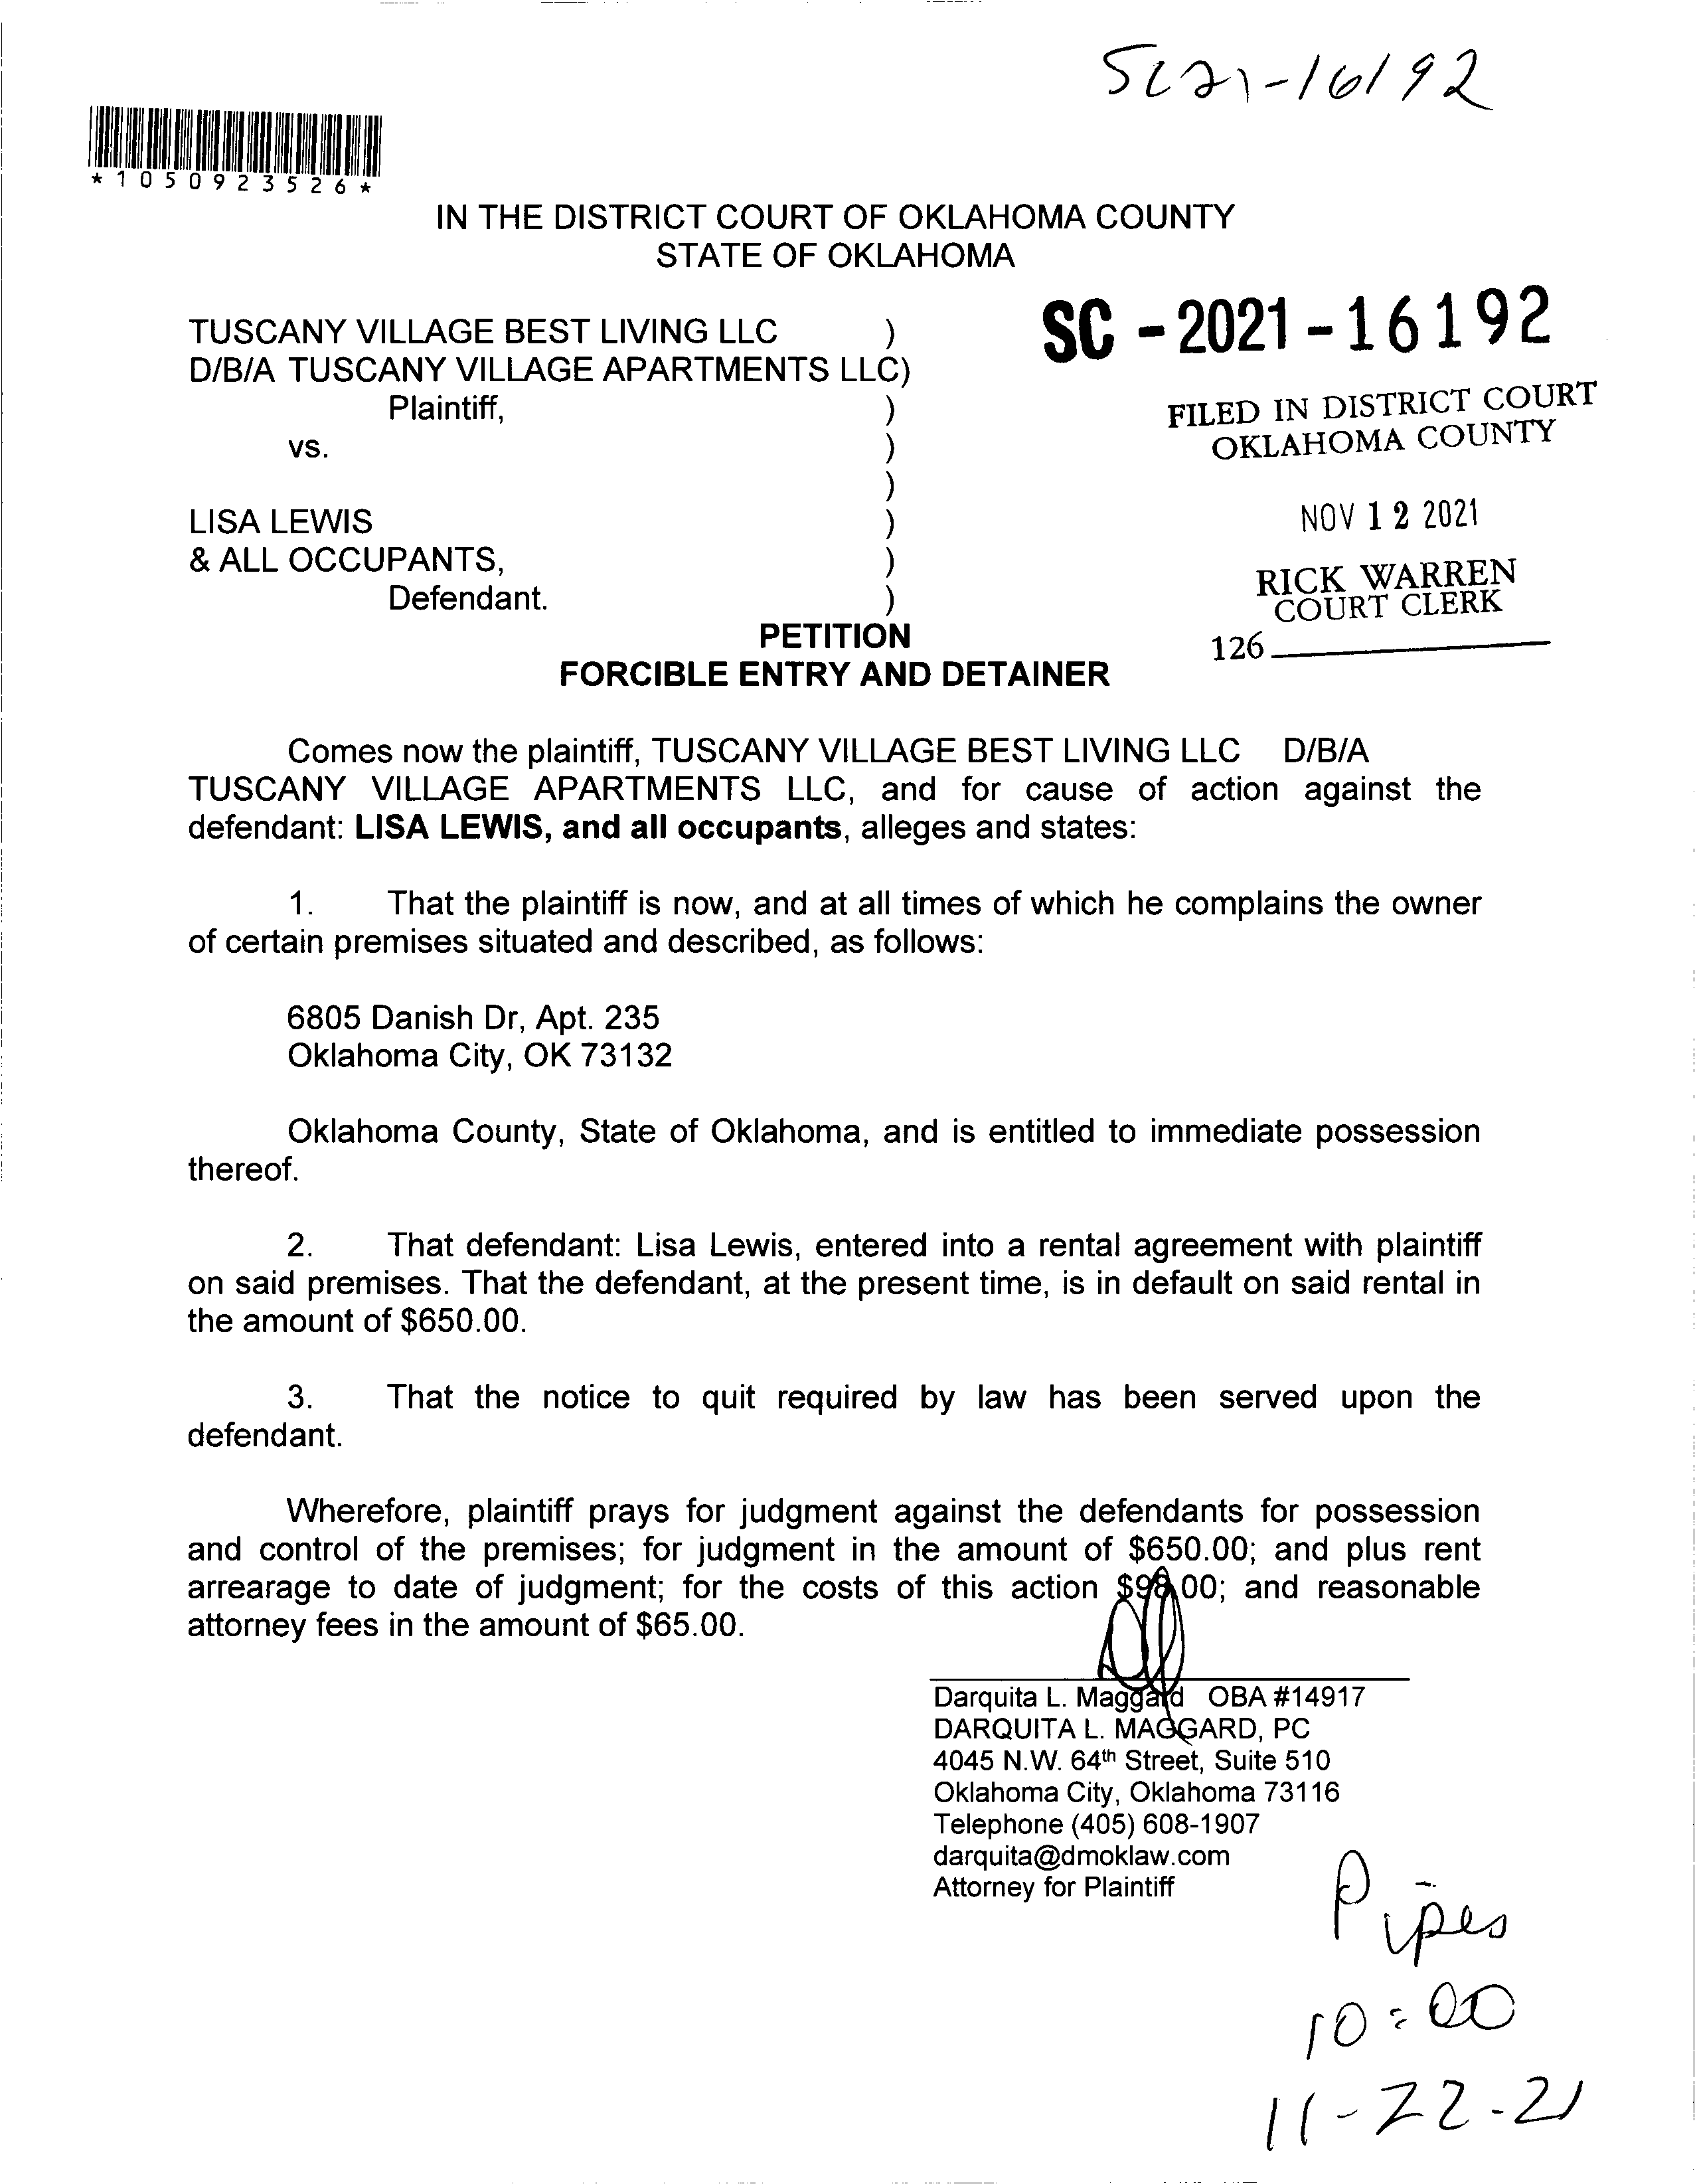 SC21-16192
*1050923526*
IN THE DISTRICT COURT OF OKLAHOMA COUNTY
STATE OF OKLAHOMA
TUSCANY VILLAGE BEST LIVING LLC )
D/B/A TUSCANY VILLAGE APARTMENTS LLC)
Plaintiff, )
vs. )
)
LISA LEWIS )
& ALL OCCUPANTS, )
Defendant. )
SC - 2021 - 16192
FILED IN DISTRICT COURT
OKLAHOMA COUNTY
NOV 12 2021
RICK WARREN
COURT CLERK
126
PETITION
FORCIBLE ENTRY AND DETAINER
Comes now the plaintiff, TUSCANY VILLAGE BEST LIVING LLC D/B/A
TUSCANY VILLAGE APARTMENTS LLC, and for cause of action against the
defendant: LISA LEWIS, and all occupants, alleges and states:
1. That the plaintiff is now, and at all times of which he complains the owner
of certain premises situated and described, as follows:
6805 Danish Dr, Apt. 235
Oklahoma City, OK 73132
Oklahoma County, State of Oklahoma, and is entitled to immediate possession
thereof.
2. That defendant: Lisa Lewis, entered into a rental agreement with plaintiff
on said premises. That the defendant, at the present time, is in default on said rental in
the amount of $650.00.
3. That the notice to quit required by law has been served upon the
defendant.
Wherefore, plaintiff prays for judgment against the defendants for possession
and control of the premises; for judgment in the amount of $650.00; and plus rent
arrearage to date of judgment; for the costs of this action $98.00; and reasonable
attorney fees in the amount of $65.00.
Darquita L. Maggard OBA #14917
DARQUITA L. MAGGARD, PC
4045 N.W. 64th Street, Suite 510
Oklahoma City, Oklahoma 73116
Telephone (405) 608-1907
darquita@dmoklaw.com
Attorney for Plaintiff
Pipes
10:00
11-22-21